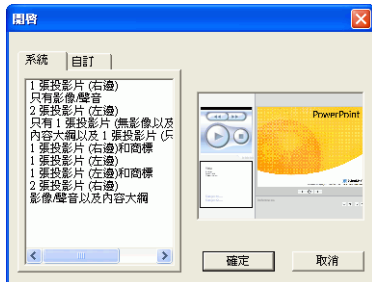 開啓
系統
自訂
1 張投影片 (右邊)
只有影像/聲音
2 張投影片 (左邊)
只有 1 張投影片 (無影像以及
內容大綱以及 1 張投影片 (只
1 張投影片 (右邊)和商標
1 張投影片 (左邊)
1 張投影片 (左邊)和商標
2 張投影片 (右邊)
影像/聲音以及內容大綱
PowerPoint
確定
取消